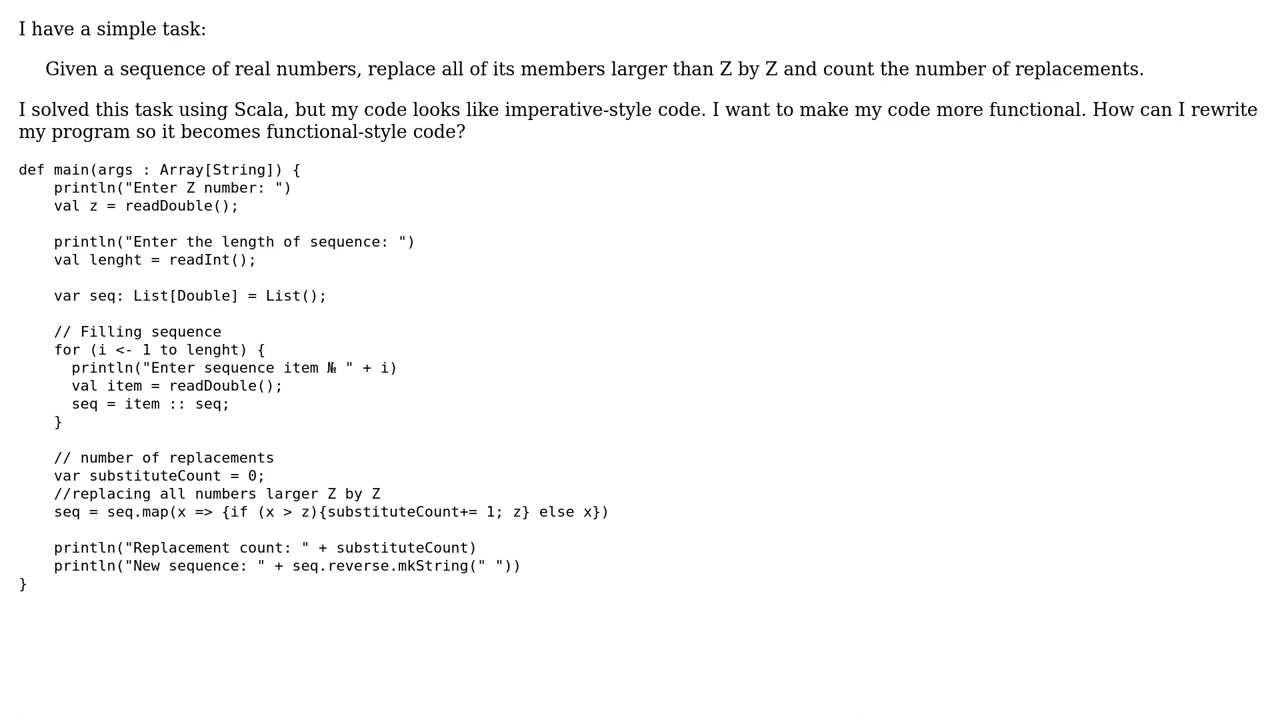 I have a simple task:
Given a sequence of real numbers, replace all of its members larger than Z by Z and count the number of replacements.
I solved this task using Scala, but my code looks like imperative-style code. I want to make my code more functional. How can I rewrite
my program so it becomes functional-style code?
def main(args : Array[String]) {
    println("Enter Z number: ")
    val z = readDouble();

    println("Enter the length of sequence: ")
    val lenght = readInt();

    var seq: List[Double] = List();

    // Filling sequence
    for (i <- 1 to lenght) {
      println("Enter sequence item № " + i)
      val item = readDouble();
      seq = item :: seq;
    }

    // number of replacements
    var substituteCount = 0;
    //replacing all numbers larger Z by Z
    seq = seq.map(x => {if (x > z){substituteCount+= 1; z} else x})

    println("Replacement count: " + substituteCount)
    println("New sequence: " + seq.reverse.mkString(" "))
}